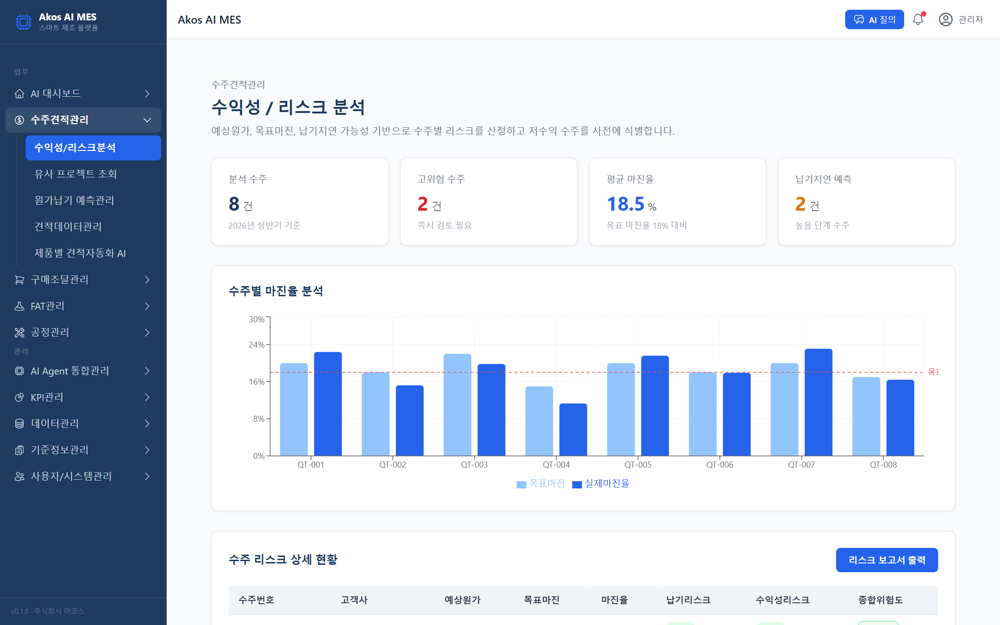 Akos AI MES
스마트 제조 플랫폼
Akos AI MES
AI 질의
관리자
업무
AI 대시보드
수주견적관리
수익성/리스크분석
유사 프로젝트 조회
원가납기 예측관리
견적데이터관리
제품별 견적자동화 AI
구매조달관리
FAT관리
공정관리
관리
AI Agent 통합관리
KPI관리
데이터관리
기준정보관리
사용자/시스템관리
v0.1.0 · 주식회사 아코스
수주견적관리
수익성 / 리스크 분석
예상원가, 목표마진, 납기지연 가능성 기반으로 수주별 리스크를 산정하고 저수익 수주를 사전에 식별합니다.
분석 수주
8 건
2026년 상반기 기준
고위험 수주
2 건
즉시 검토 필요
평균 마진율
18.5 %
목표 마진율 18% 대비
납기지연 예측
2 건
높음 단계 수주
수주별 마진율 분석
30%
24%
16%
8%
0%
목
QT-001 QT-002 QT-003 QT-004 QT-005 QT-006 QT-007 QT-008
목표마진 실제마진율
수주 리스크 상세 현황
리스크 보고서 출력
수주번호 고객사 예상원가 목표마진 마진율 납기리스크 수익성리스크 종합위험도